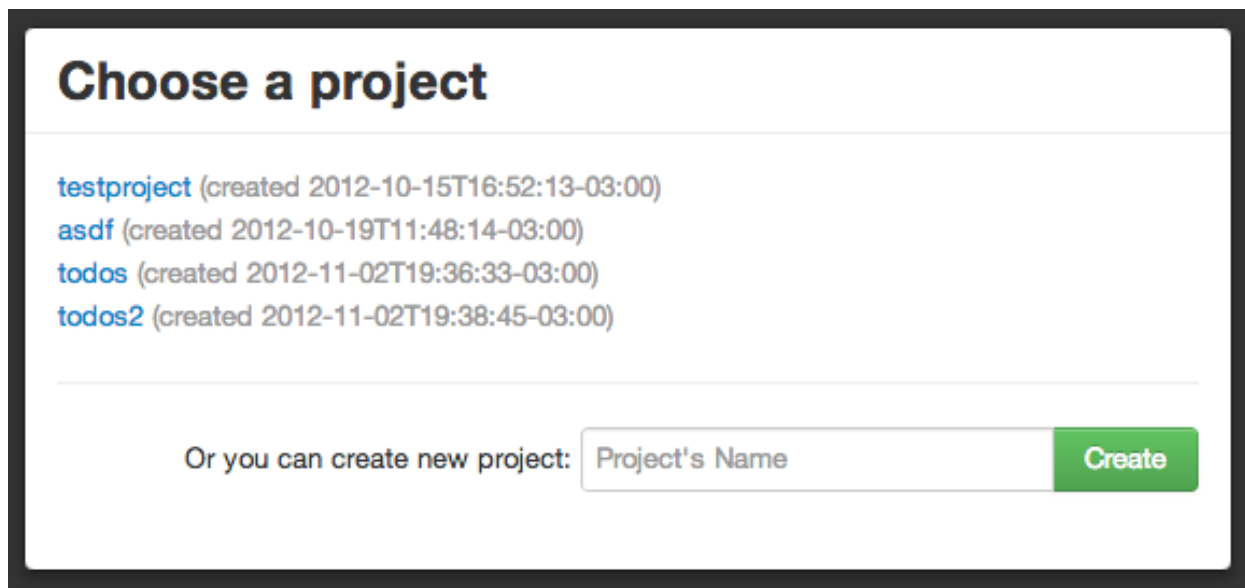 Choose a project
testproject (created 2012-10-15T16:52:13-03:00)
asdf (created 2012-10-19T11:48:14-03:00)
todos (created 2012-11-02T19:36:33-03:00)
todos2 (created 2012-11-02T19:38:45-03:00)
Or you can create new project: Project's Name Create